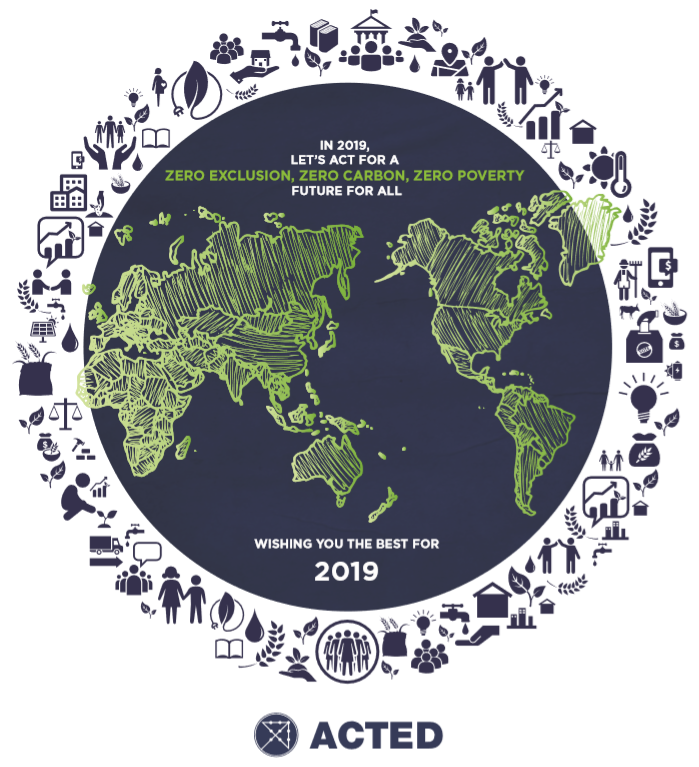 IN 2019,
LET'S ACT FOR A
ZERO EXCLUSION, ZERO CARBON, ZERO POVERTY
FUTURE FOR ALL
$
$
$
WISHING YOU THE BEST FOR
2019
ACTED